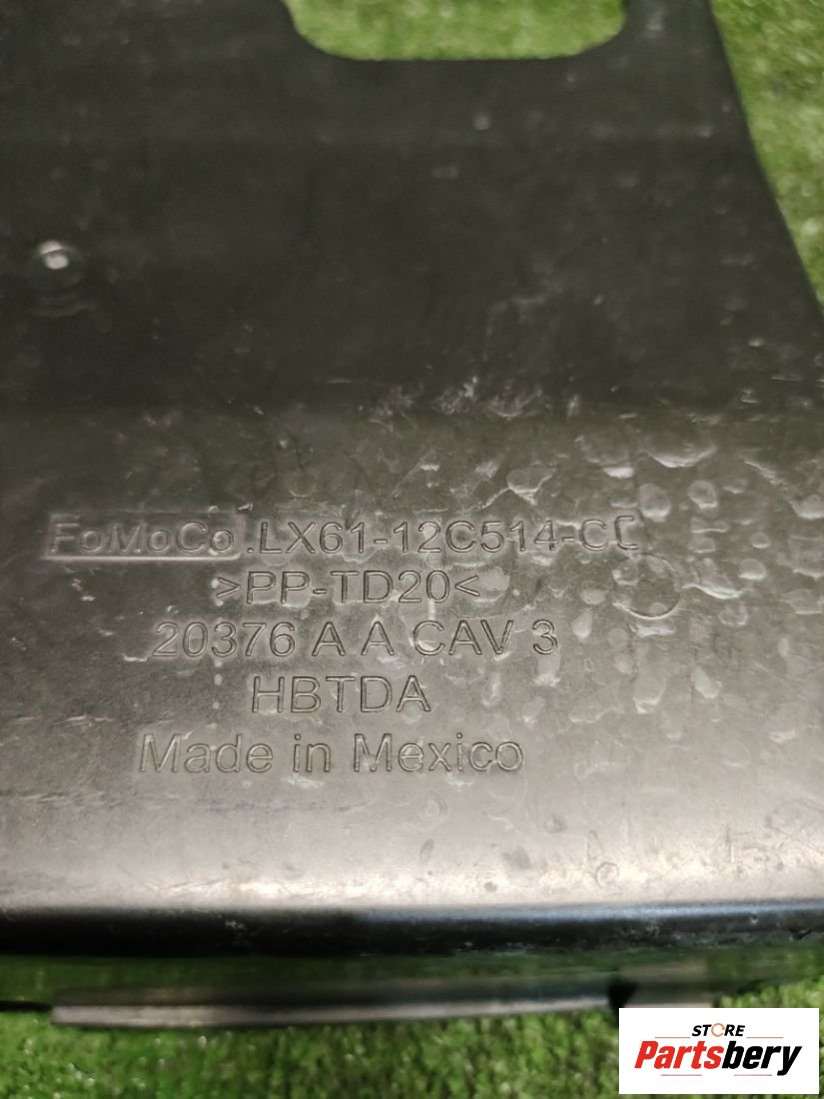 FoMoCo .LX61-12C514-CC
>PP-TD20<
20376 A A CAV 3
HBTDA
Made in Mexico
STORE
Partsbery